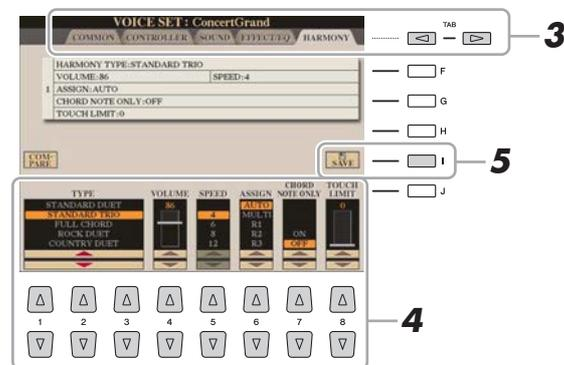 VOICE SET : ConcertGrand
COMMON CONTROLLER SOUND EFFECT/EQ HARMONY
TAB
3
HARMONY TYPE:STANDARD TRIO
VOLUME:86 SPEED:4
1 ASSIGN:AUTO
CHORD NOTE ONLY:OFF
TOUCH LIMIT:0
F
G
H
I
J
COM-
PARE
SAVE
5
TYPE VOLUME SPEED ASSIGN CHORD NOTE ONLY TOUCH LIMIT
STANDARD DUET 86 AUTO 0
STANDARD TRIO 4 MULTI
FULL CHORD 6 R1
ROCK DUET 8 R2 ON
COUNTRY DUET 12 R3 OFF
1 2 3 4 5 6 7 8
4